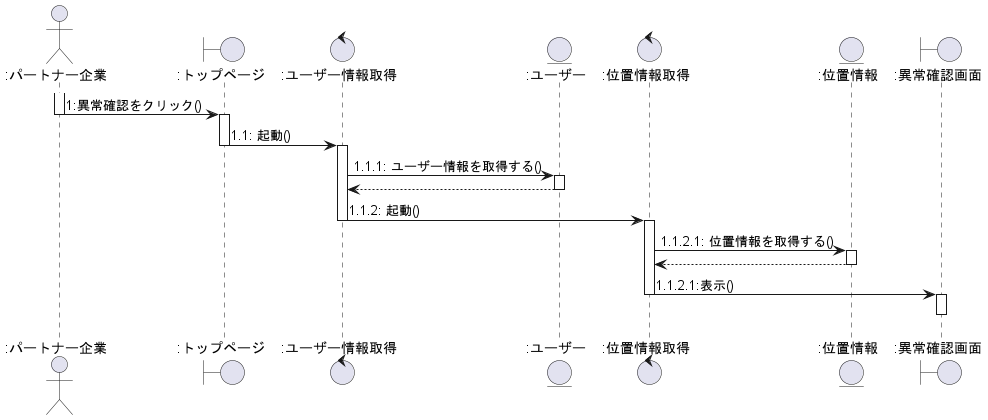 :パートナー企業
:トップページ
:ユーザー情報取得
:ユーザー
:位置情報取得
:位置情報
:異常確認画面
1:異常確認をクリック()
1.1: 起動()
1.1.1: ユーザー情報を取得する()
1.1.2: 起動()
1.1.2.1: 位置情報を取得する()
1.1.2.1:表示()
:パートナー企業
:トップページ
:ユーザー情報取得
:ユーザー
:位置情報取得
:位置情報
:異常確認画面